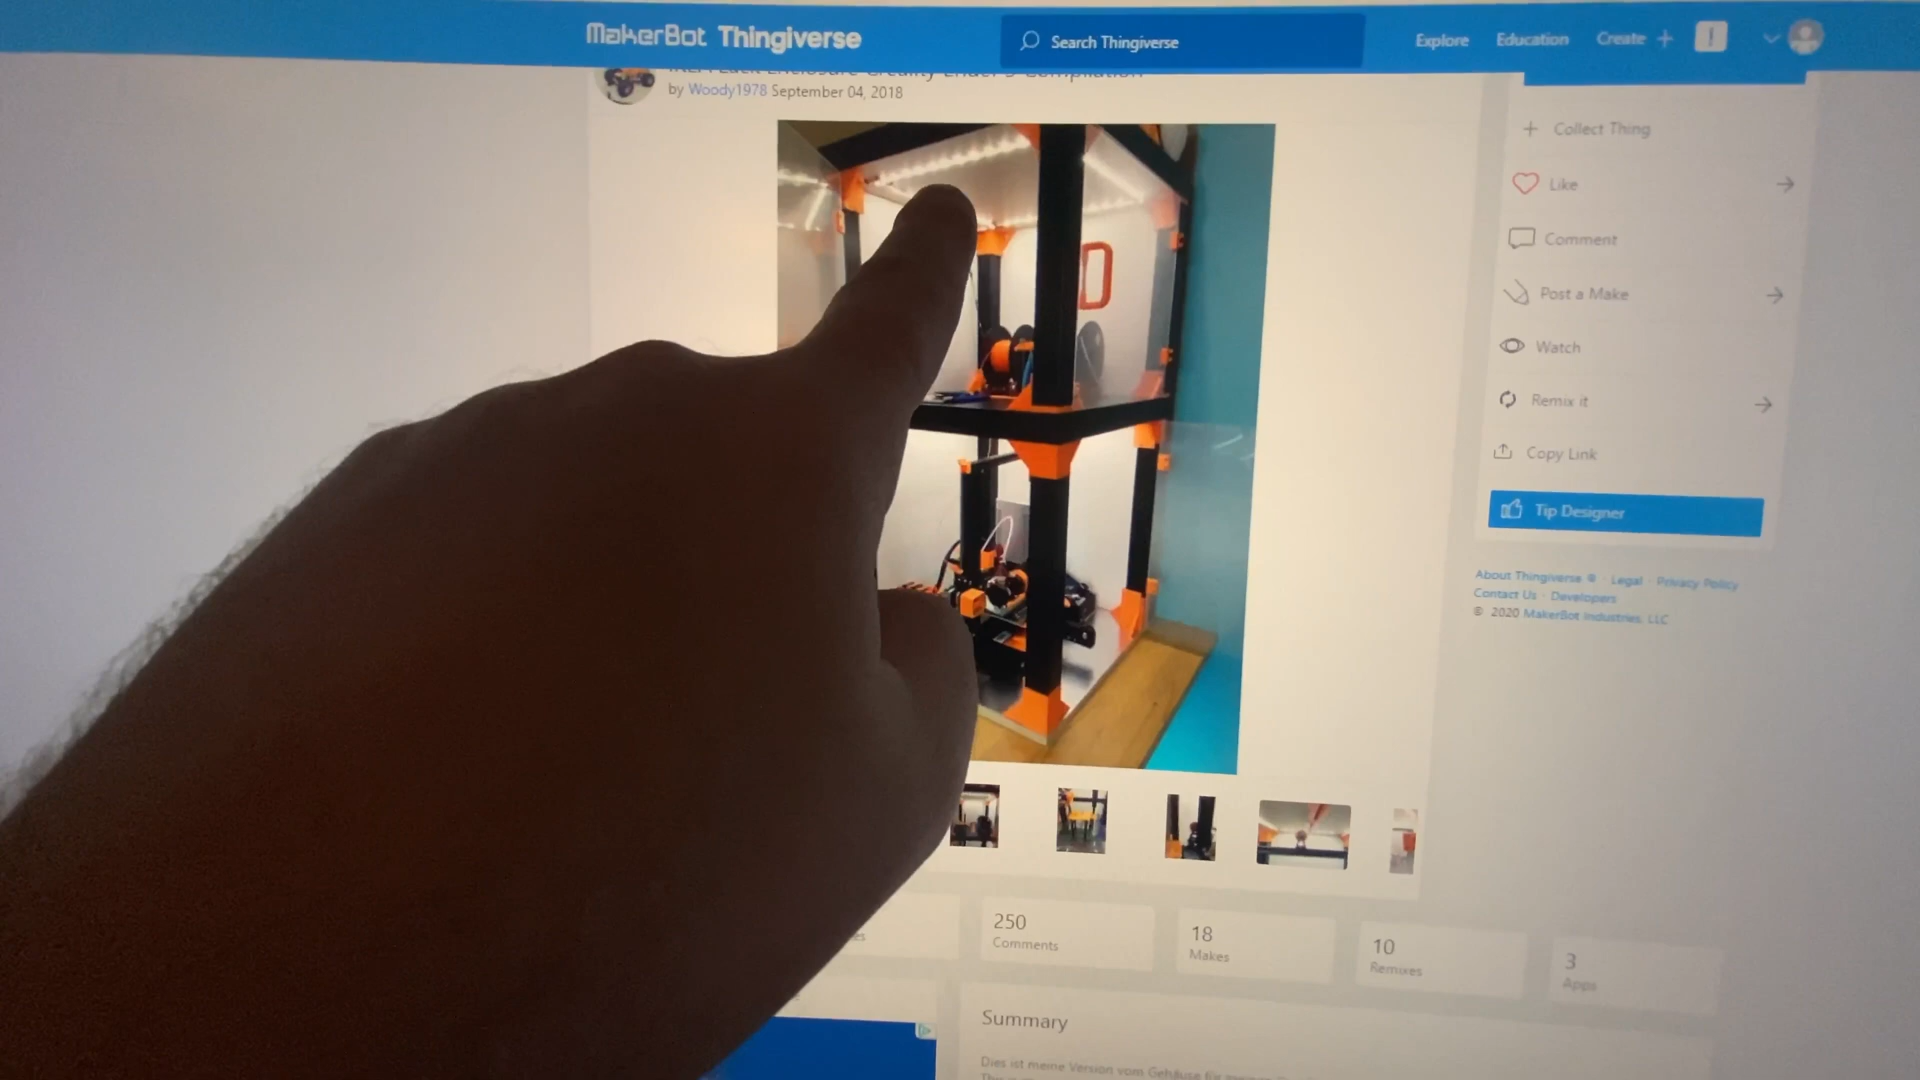 MakerBot Thingiverse
Search Thingiverse
Explore
Education
Create +
by Woody1978 September 04, 2018
Collect Thing
Like
Comment
Post a Make
Watch
Remix it
Copy Link
Tip Designer
About Thingiverse ® · Legal · Privacy Policy
Contact Us · Developers
© 2020 MakerBot Industries, LLC
D
250
Comments
18
Makes
10
Remixes
3
Apps
Summary
Dies ist meine Version vom Gehäuse für